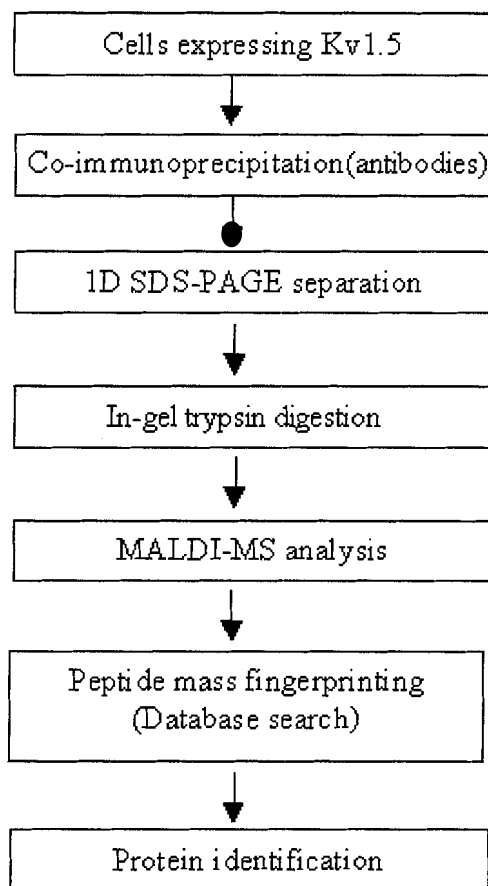 Cells expressing Kv1.5
Co-immunoprecipitation(antibodies)
1D SDS-PAGE separation
In-gel trypsin digestion
MALDI-MS analysis
Peptide mass fingerprinting
(Database search)
Protein identification